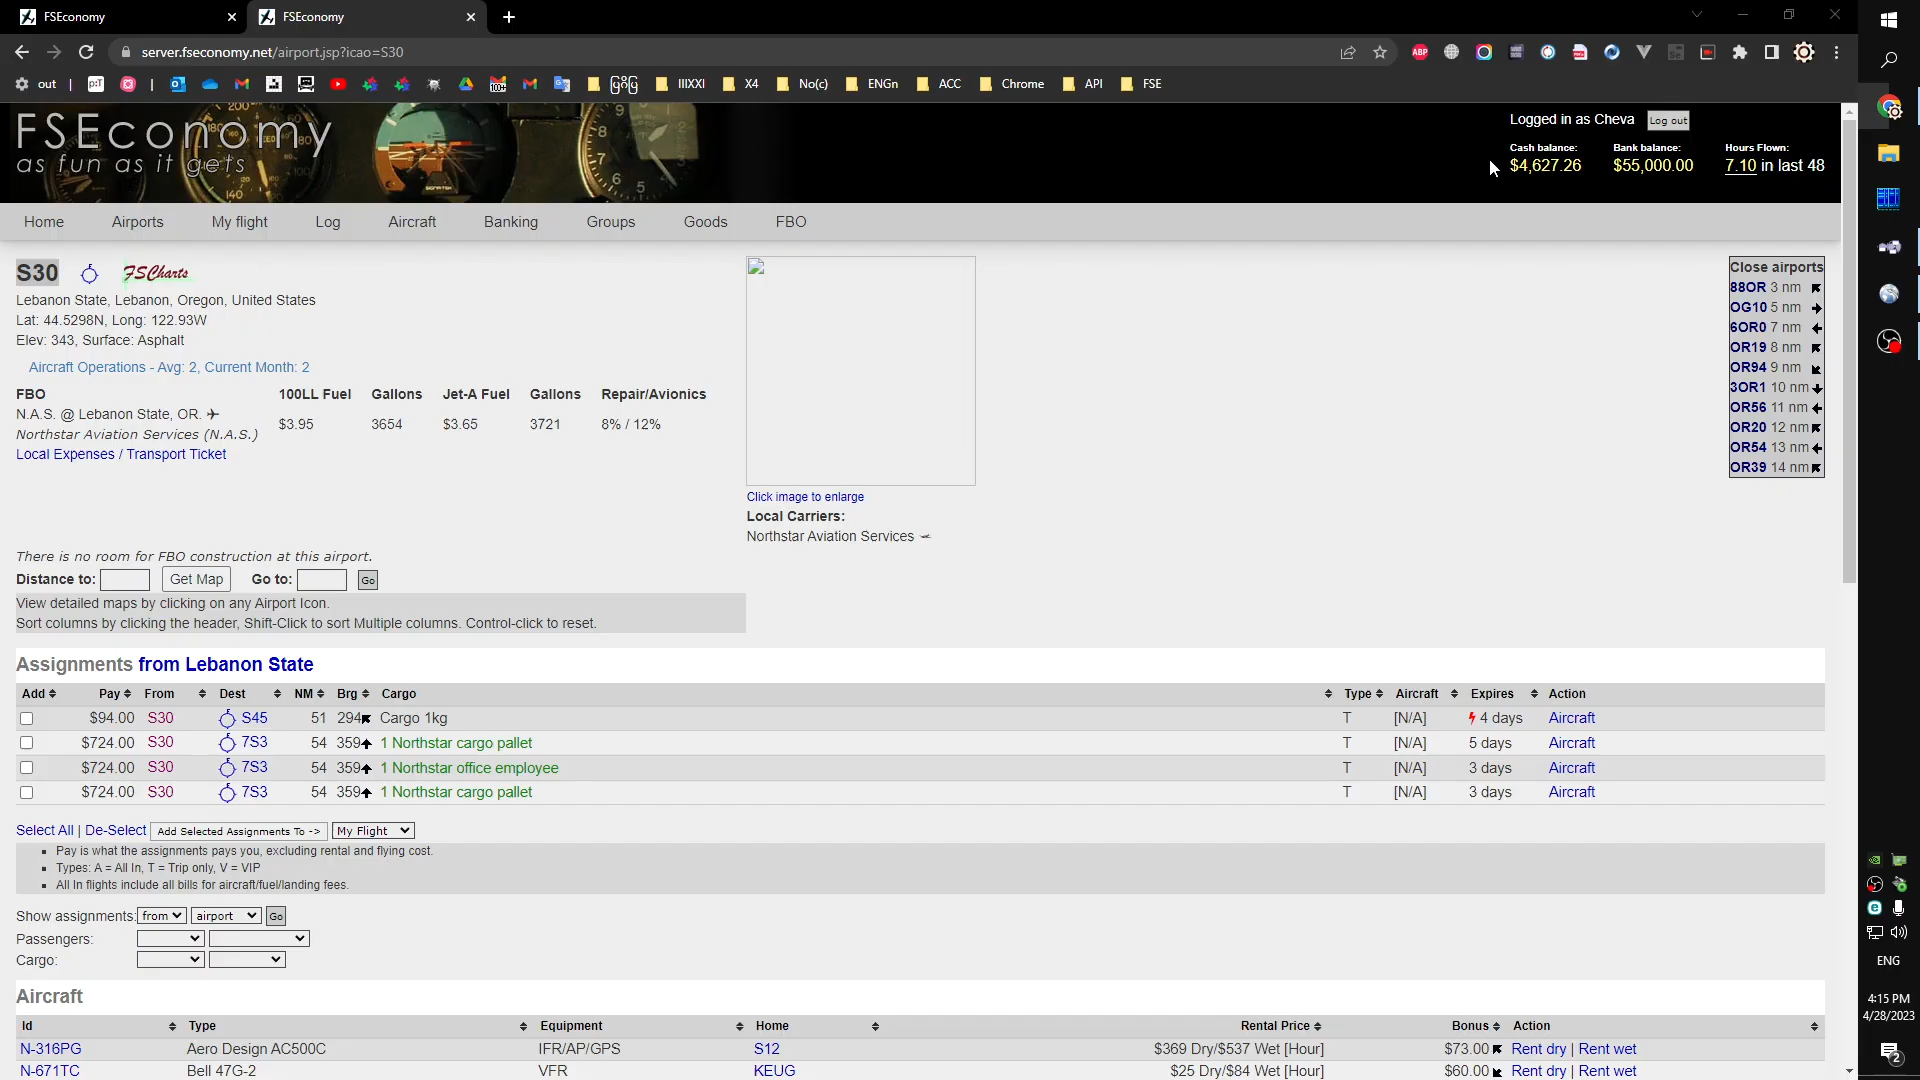 FSEconomy
FSEconomy
server.fseconomy.net/airport.jsp?icao=S30
ABP
out
IIIXXI
X4
No(c)
ENGn
ACC
Chrome
API
FSE
FSEconomy
as fun as it gets
Logged in as Cheva
Log out
Cash balance:
Bank balance:
Hours Flown:
$4,627.26
$55,000.00
7.10 in last 48
Home
Airports
My flight
Log
Aircraft
Banking
Groups
Goods
FBO
S30
FSCharts
Lebanon State, Lebanon, Oregon, United States
Lat: 44.5298N, Long: 122.93W
Elev: 343, Surface: Asphalt
Aircraft Operations - Avg: 2, Current Month: 2
FBO 100LL Fuel Gallons Jet-A Fuel Gallons Repair/Avionics
N.A.S. @ Lebanon State, OR.
Northstar Aviation Services (N.A.S.)
$3.95 3654 $3.65 3721 8% / 12%
Local Expenses / Transport Ticket
Click image to enlarge
Local Carriers:
Northstar Aviation Services
Close airports
88OR 3 nm
OG10 5 nm
6OR0 7 nm
OR19 8 nm
OR94 9 nm
3OR1 10 nm
OR56 11 nm
OR20 12 nm
OR54 13 nm
OR39 14 nm
There is no room for FBO construction at this airport.
Distance to: Get Map Go to: Go
View detailed maps by clicking on any Airport Icon.
Sort columns by clicking the header, Shift-Click to sort Multiple columns. Control-click to reset.
Assignments from Lebanon State
Add Pay From Dest NM Brg Cargo Type Aircraft Expires Action
$94.00 S30 S45 51 294 Cargo 1kg T [N/A] 4 days Aircraft
$724.00 S30 7S3 54 359 1 Northstar cargo pallet T [N/A] 5 days Aircraft
$724.00 S30 7S3 54 359 1 Northstar office employee T [N/A] 3 days Aircraft
$724.00 S30 7S3 54 359 1 Northstar cargo pallet T [N/A] 3 days Aircraft
Select All | De-Select Add Selected Assignments To -> My Flight
Pay is what the assignments pays you, excluding rental and flying cost.
Types: A = All In, T = Trip only, V = VIP
All In flights include all bills for aircraft/fuel/landing fees.
Show assignments: from airport Go
Passengers:
Cargo:
Aircraft
Id Type Equipment Home Rental Price Bonus Action
N-316PG Aero Design AC500C IFR/AP/GPS S12 $369 Dry/$537 Wet [Hour] $73.00 Rent dry | Rent wet
N-671TC Bell 47G-2 VFR KEUG $25 Dry/$84 Wet [Hour] $60.00 Rent dry | Rent wet
ENG
4:15 PM
4/28/2023
2